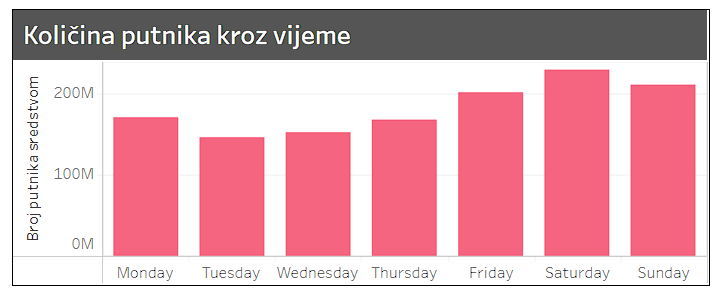 Količina putnika kroz vijeme
Broj putnika sredstvom
200M
100M
0M
Monday Tuesday Wednesday Thursday Friday Saturday Sunday